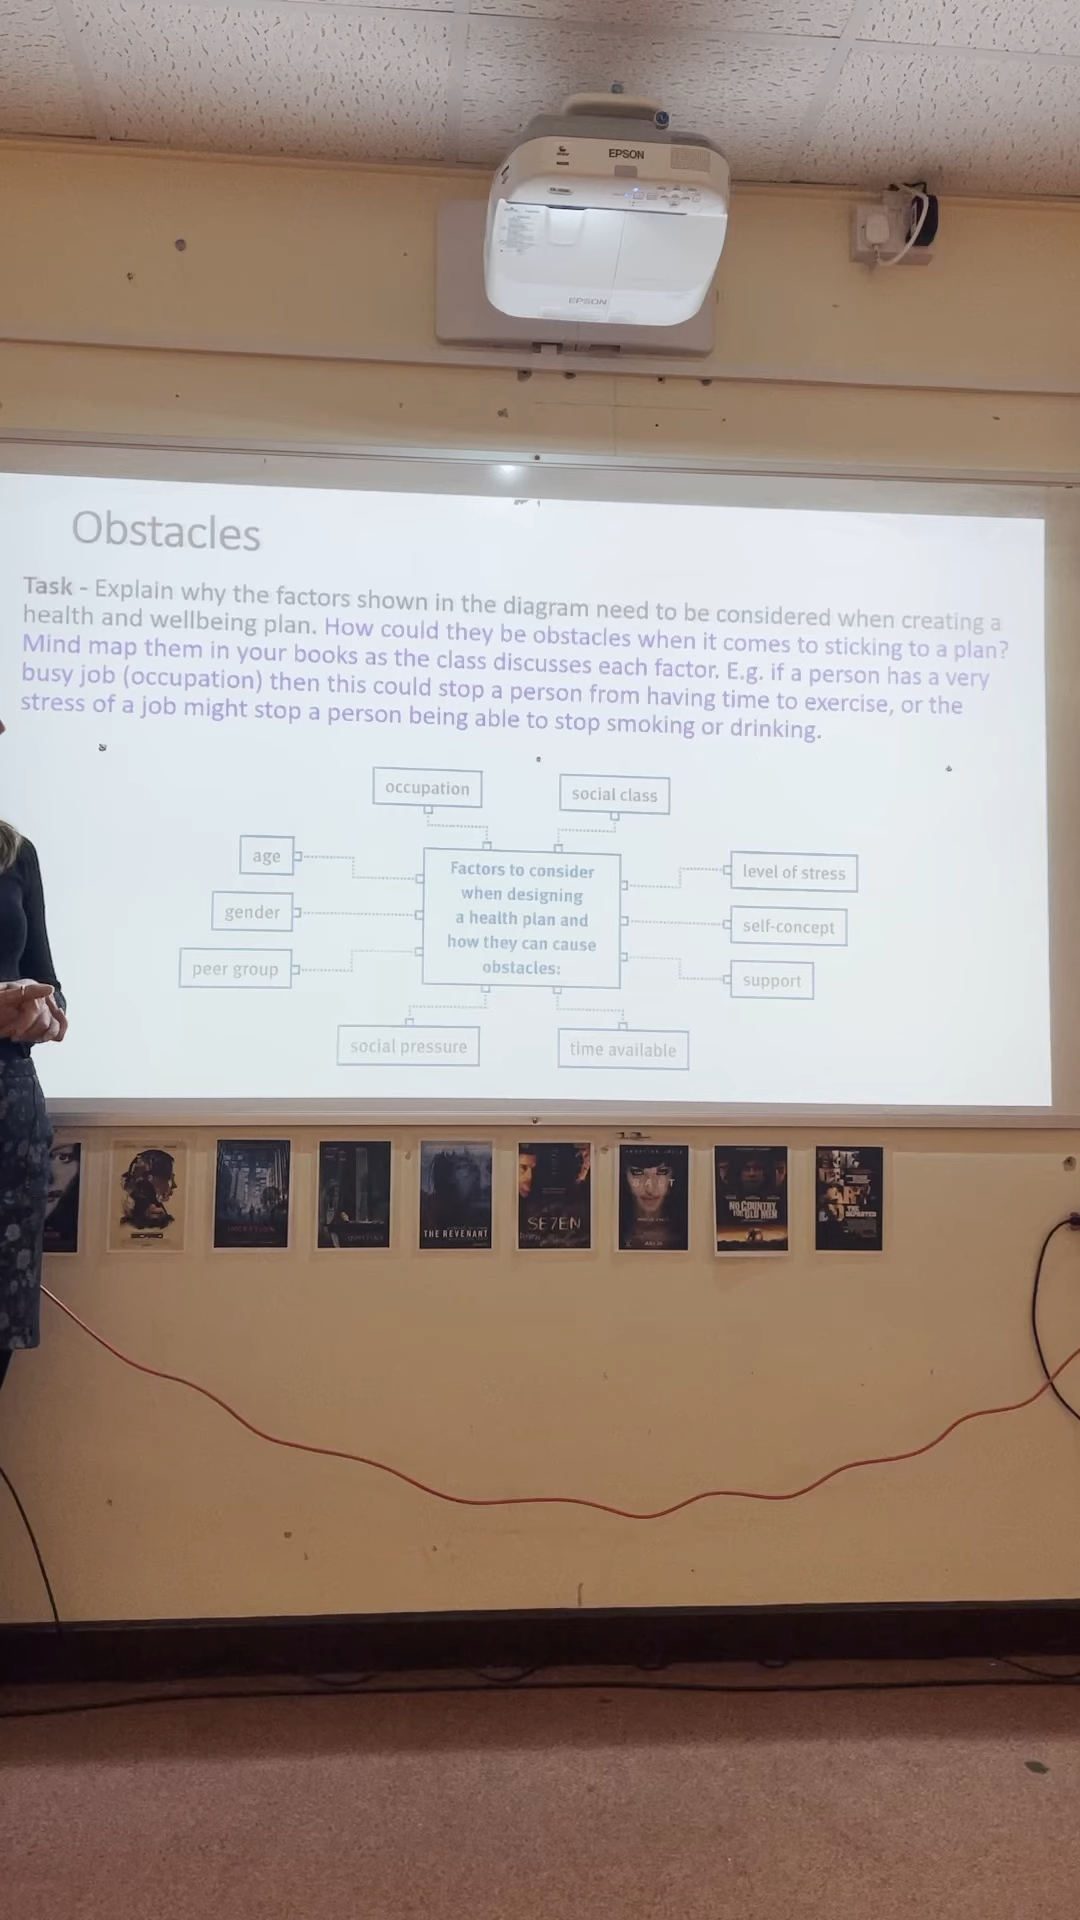 EPSON
EPSON
Obstacles
Task - Explain why the factors shown in the diagram need to be considered when creating a
health and wellbeing plan. How could they be obstacles when it comes to sticking to a plan?
Mind map them in your books as the class discusses each factor. E.g. if a person has a very
busy job (occupation) then this could stop a person from having time to exercise, or the
stress of a job might stop a person being able to stop smoking or drinking.
occupation
social class
age
gender
peer group
Factors to consider
when designing
a health plan and
how they can cause
obstacles:
level of stress
self-concept
support
social pressure
time available
SICARIO
INCEPTION
THE REVENANT
SE7EN
SALT
NO COUNTRY
FOR OLD MEN
THE DEPARTED